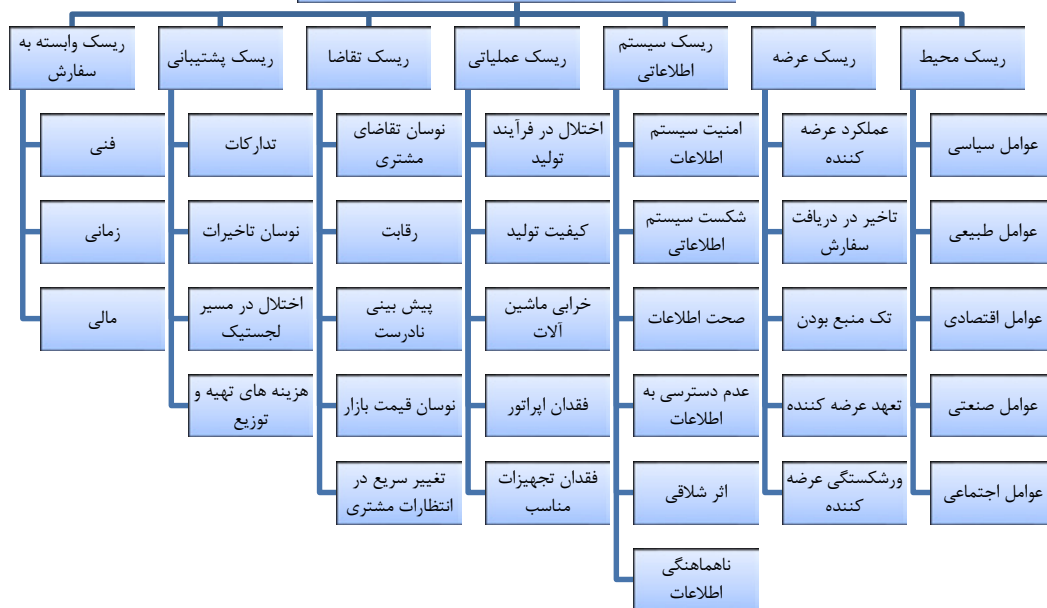 ریسک محیط
ریسک عرضه
ریسک سیستم
اطلاعاتی
ریسک عملیاتی
ریسک تقاضا
ریسک پشتیبانی
ریسک وابسته به
سفارش
عوامل سیاسی
عوامل طبیعی
عوامل اقتصادی
عوامل صنعتی
عوامل اجتماعی
عملکرد عرضه
کننده
تاخیر در دریافت
سفارش
تک منبع بودن
تعهد عرضه کننده
ورشکستگی عرضه
کننده
امنیت سیستم
اطلاعات
شکست سیستم
اطلاعاتی
صحت اطلاعات
عدم دسترسی به
اطلاعات
اثر شلاقی
ناهماهنگی
اطلاعات
اختلال در فرآیند
تولید
کیفیت تولید
خرابی ماشین
آلات
فقدان اپراتور
فقدان تجهیزات
مناسب
نوسان تقاضای
مشتری
رقابت
پیش بینی
نادرست
نوسان قیمت بازار
تغییر سریع در
انتظارات مشتری
تدارکات
نوسان تاخیرات
اختلال در مسیر
لجستیک
هزینه های تهیه و
توزیع
فنی
زمانی
مالی